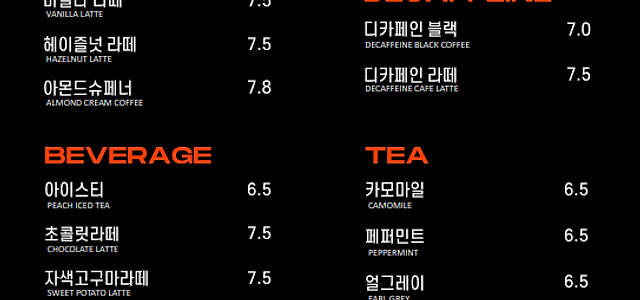 바닐라 라떼 7.5
VANILLA LATTE
헤이즐넛 라떼 7.5
HAZELNUT LATTE
아몬드슈페너 7.8
ALMOND CREAM COFFEE
BEVERAGE
아이스티 6.5
PEACH ICED TEA
초콜릿라떼 7.5
CHOCOLATE LATTE
자색고구마라떼 7.5
SWEET POTATO LATTE
디카페인 블랙 7.0
DECAFFEINE BLACK COFFEE
디카페인 라떼 7.5
DECAFFEINE CAFE LATTE
TEA
카모마일 6.5
CAMOMILE
페퍼민트 6.5
PEPPERMINT
얼그레이 6.5
EARL GREY